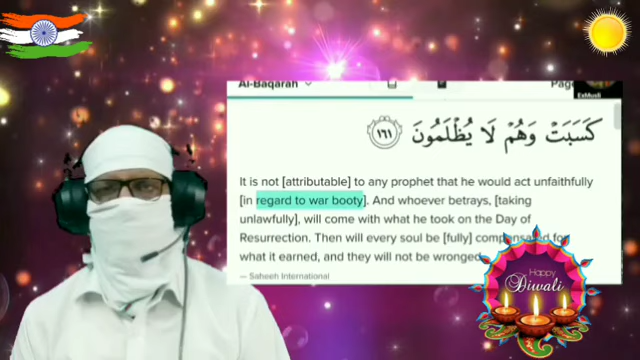 Al-Baqarah
Pag
ExMusli
كَسَبَتْ وَهُمْ لَا يُظْلَمُونَ ١٦١
It is not [attributable] to any prophet that he would act unfaithfully
[in regard to war booty]. And whoever betrays, [taking
unlawfully], will come with what he took on the Day of
Resurrection. Then will every soul be [fully] compensated for
what it earned, and they will not be wronged
— Saheeh International
Happy
Diwali